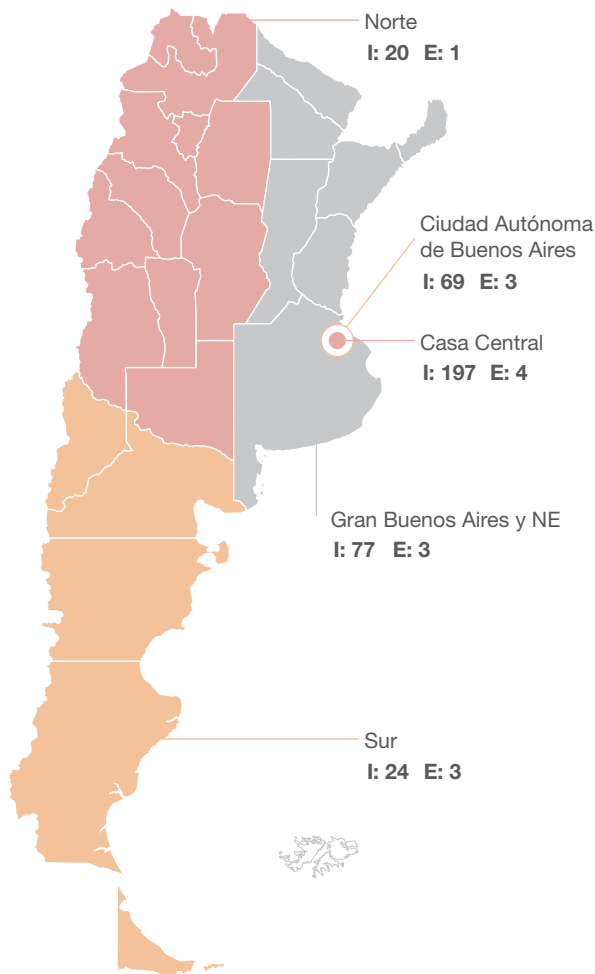 Norte
I: 20 E: 1
Ciudad Autónoma
de Buenos Aires
I: 69 E: 3
Casa Central
I: 197 E: 4
Gran Buenos Aires y NE
I: 77 E: 3
Sur
I: 24 E: 3